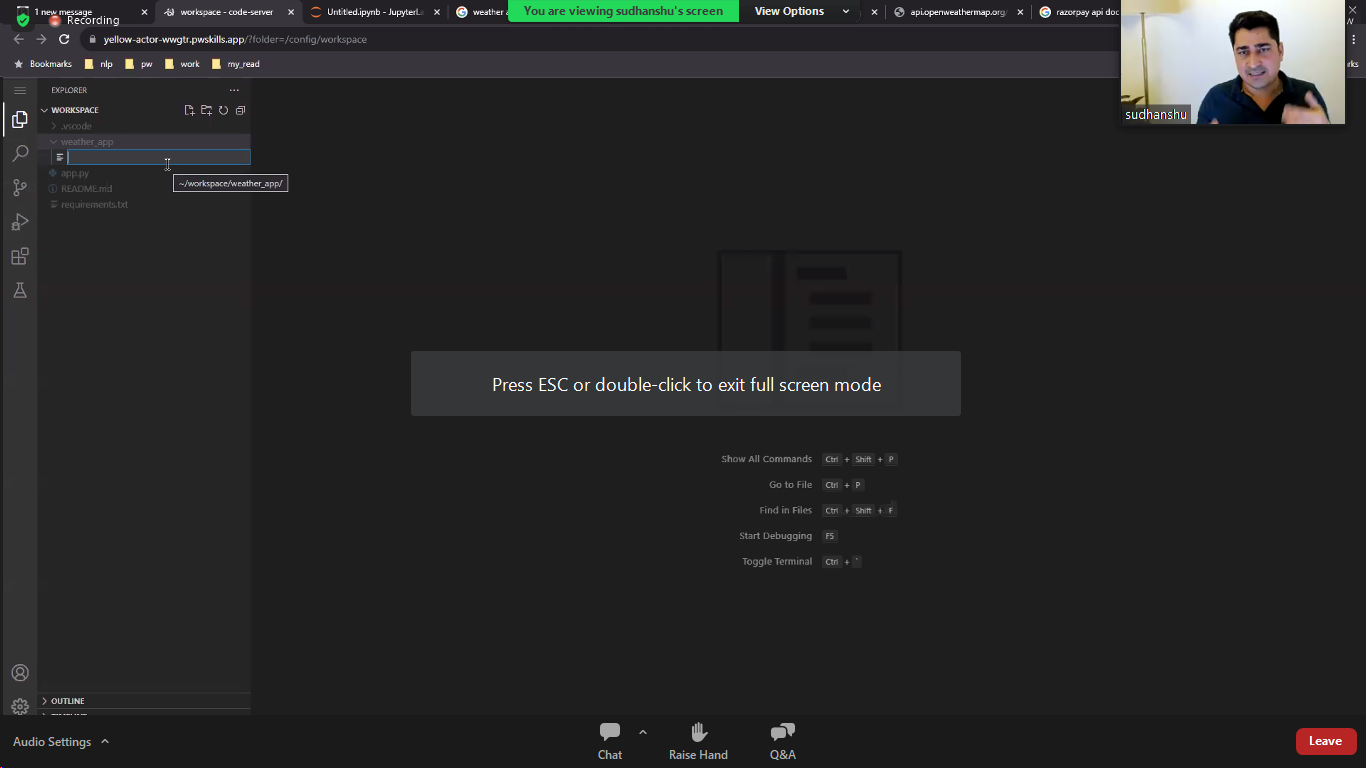 1 new message
Recording
workspace - code-server
Untitled.ipynb - JupyterLa
weather a
You are viewing sudhanshu's screen
View Options
api.openweathermap.org
razorpay api doc
yellow-actor-wwgtr.pwskills.app/?folder=/config/workspace
Bookmarks
nlp
pw
work
my_read
sudhanshu
EXPLORER
WORKSPACE
.vscode
weather_app
app.py
~/workspace/weather_app/
README.md
requirements.txt
Press ESC or double-click to exit full screen mode
Show All Commands Ctrl + Shift + P
Go to File Ctrl + P
Find in Files Ctrl + Shift + F
Start Debugging F5
Toggle Terminal Ctrl + `
OUTLINE
Audio Settings
Chat
Raise Hand
Q&A
Leave